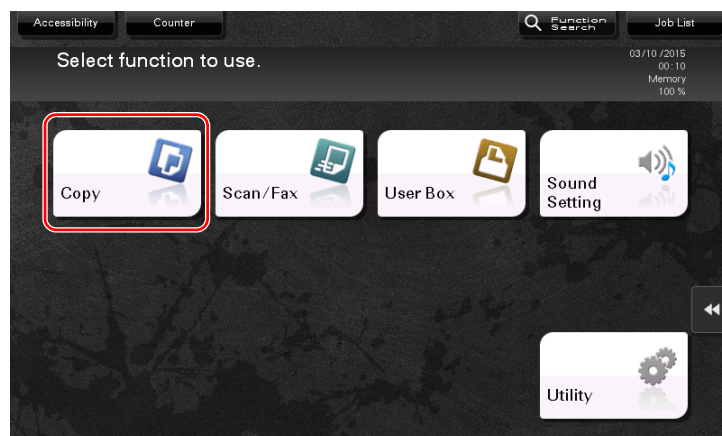 Accessibility
Counter
Function
Search
Job List
Select function to use.
03/10 /2015
00:10
Memory
100 %
Copy
Scan/Fax
User Box
Sound
Setting
Utility